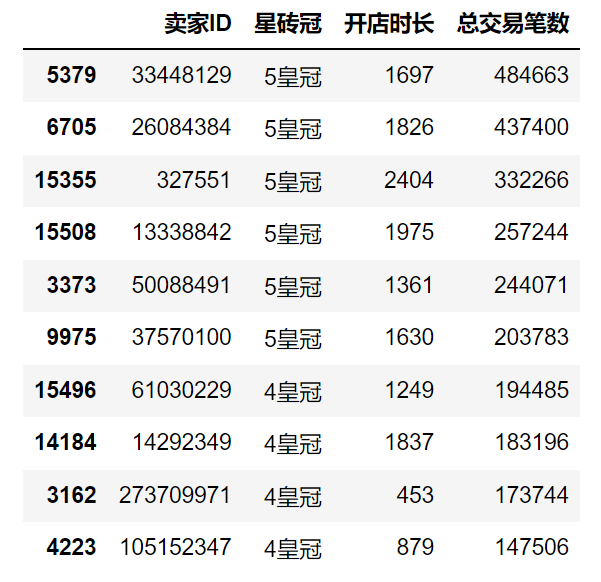 卖家ID 星砖冠 开店时长 总交易笔数
5379 33448129 5皇冠 1697 484663
6705 26084384 5皇冠 1826 437400
15355 327551 5皇冠 2404 332266
15508 13338842 5皇冠 1975 257244
3373 50088491 5皇冠 1361 244071
9975 37570100 5皇冠 1630 203783
15496 61030229 4皇冠 1249 194485
14184 14292349 4皇冠 1837 183196
3162 273709971 4皇冠 453 173744
4223 105152347 4皇冠 879 147506